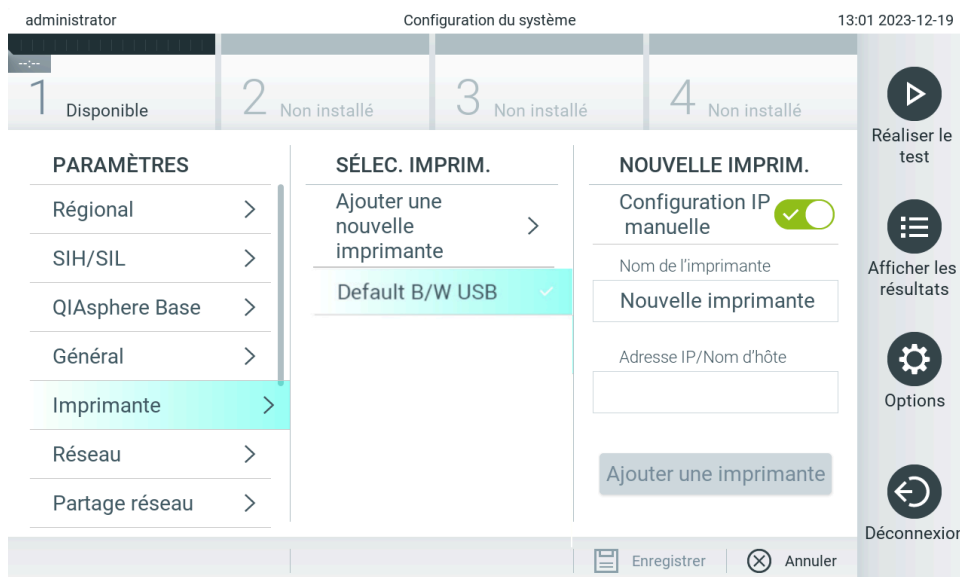 administrator
Configuration du système
13:01 2023-12-19
--:--
1 Disponible
2 Non installé
3 Non installé
4 Non installé
PARAMÈTRES
Régional
SIH/SIL
QIAsphere Base
Général
Imprimante
Réseau
Partage réseau
SÉLEC. IMPRIM.
Ajouter une
nouvelle
imprimante
Default B/W USB
NOUVELLE IMPRIM.
Configuration IP
manuelle
Nom de l'imprimante
Nouvelle imprimante
Adresse IP/Nom d'hôte
Ajouter une imprimante
Enregistrer
Annuler
Réaliser le
test
Afficher les
résultats
Options
Déconnexion